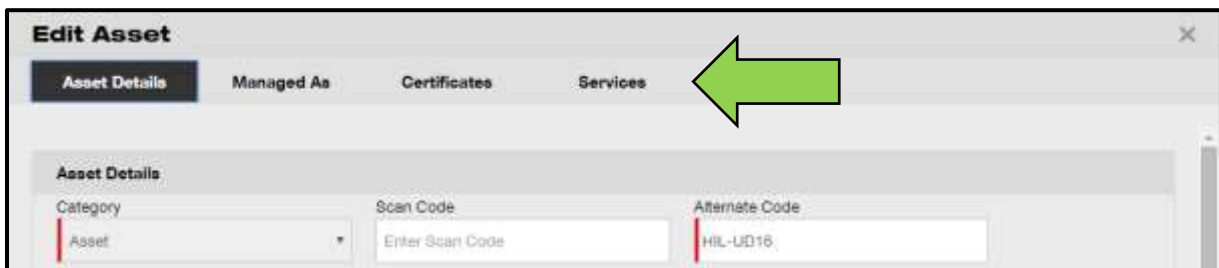 Edit Asset
Asset Details Managed As Certificates Services
Asset Details
Category Scan Code Alternate Code
Asset Enter Scan Code HIL-UD16